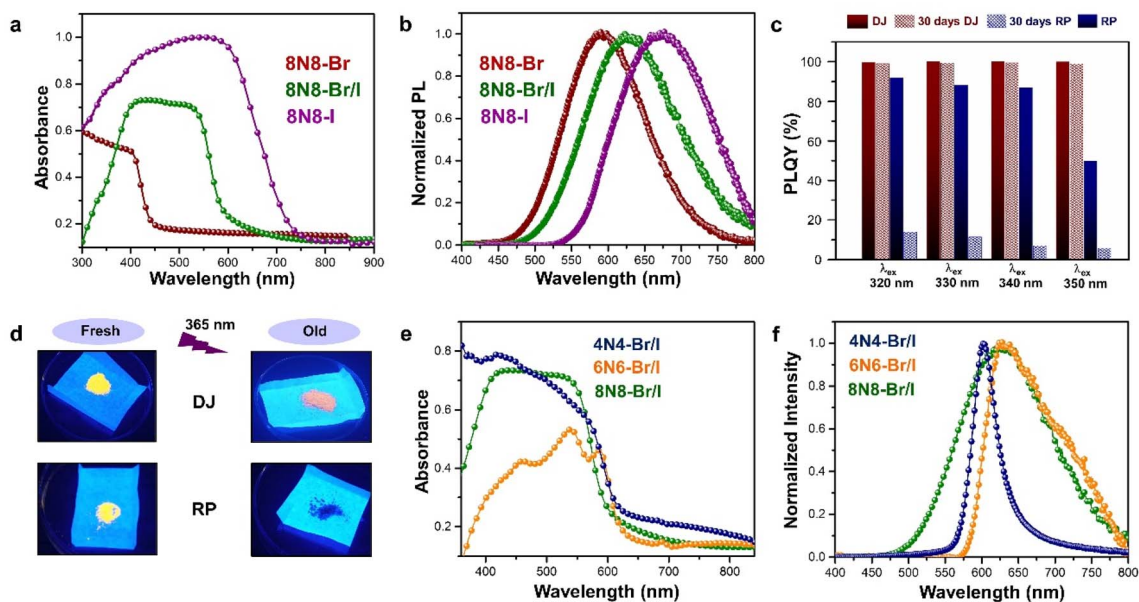 a
Absorbance
1.0
0.8
0.6
0.4
0.2
300 400 500 600 700 800 900
Wavelength (nm)
8N8-Br
8N8-Br/I
8N8-I
b
Normalized PL
1.0
0.8
0.6
0.4
0.2
0.0
400 450 500 550 600 650 700 750 800
Wavelength (nm)
8N8-Br
8N8-Br/I
8N8-I
c
DJ 30 days DJ 30 days RP RP
PLQY (%)
100
80
60
40
20
0
λex λex λex λex
320 nm 330 nm 340 nm 350 nm
d
Fresh 365 nm Old
DJ
RP
e
Absorbance
0.8
0.6
0.4
0.2
400 500 600 700 800
Wavelength (nm)
4N4-Br/I
6N6-Br/I
8N8-Br/I
f
Normalized Intensity
1.0
0.8
0.6
0.4
0.2
0.0
400 450 500 550 600 650 700 750 800
Wavelength (nm)
4N4-Br/I
6N6-Br/I
8N8-Br/I